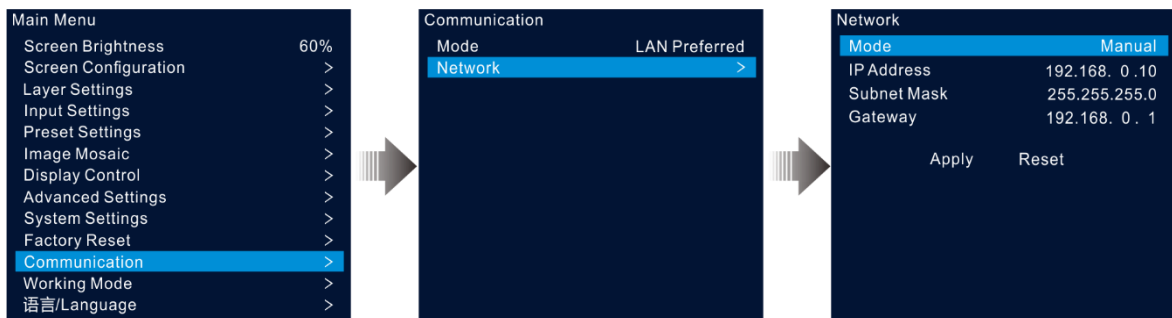 Main Menu
Screen Brightness 60%
Screen Configuration >
Layer Settings >
Input Settings >
Preset Settings >
Image Mosaic >
Display Control >
Advanced Settings >
System Settings >
Factory Reset >
Communication >
Working Mode >
语言/Language >
Communication
Mode LAN Preferred
Network >
Network
Mode Manual
IP Address 192.168. 0 .10
Subnet Mask 255.255.255.0
Gateway 192.168. 0 . 1
Apply Reset